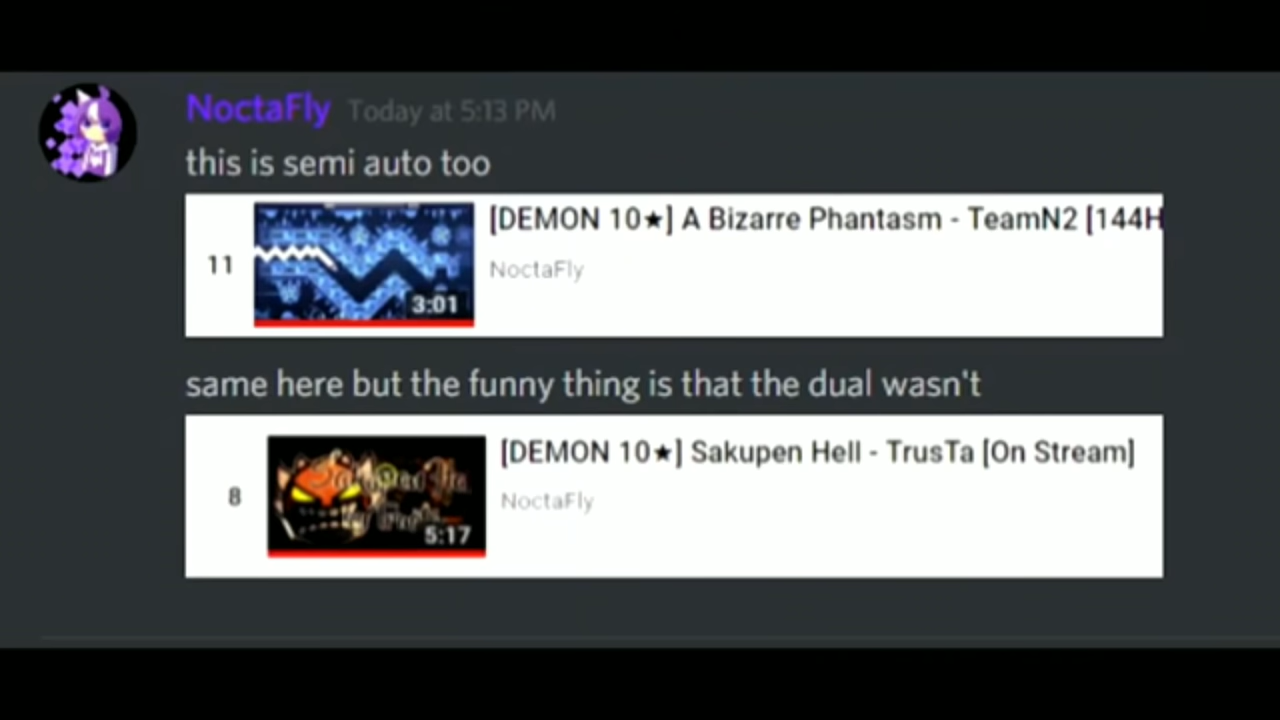 NoctaFly Today at 5:13 PM
this is semi auto too
11
[DEMON 10★] A Bizarre Phantasm - TeamN2 [144H
NoctaFly
3:01
same here but the funny thing is that the dual wasn't
8
[DEMON 10★] Sakupen Hell - TrusTa [On Stream]
NoctaFly
5:17